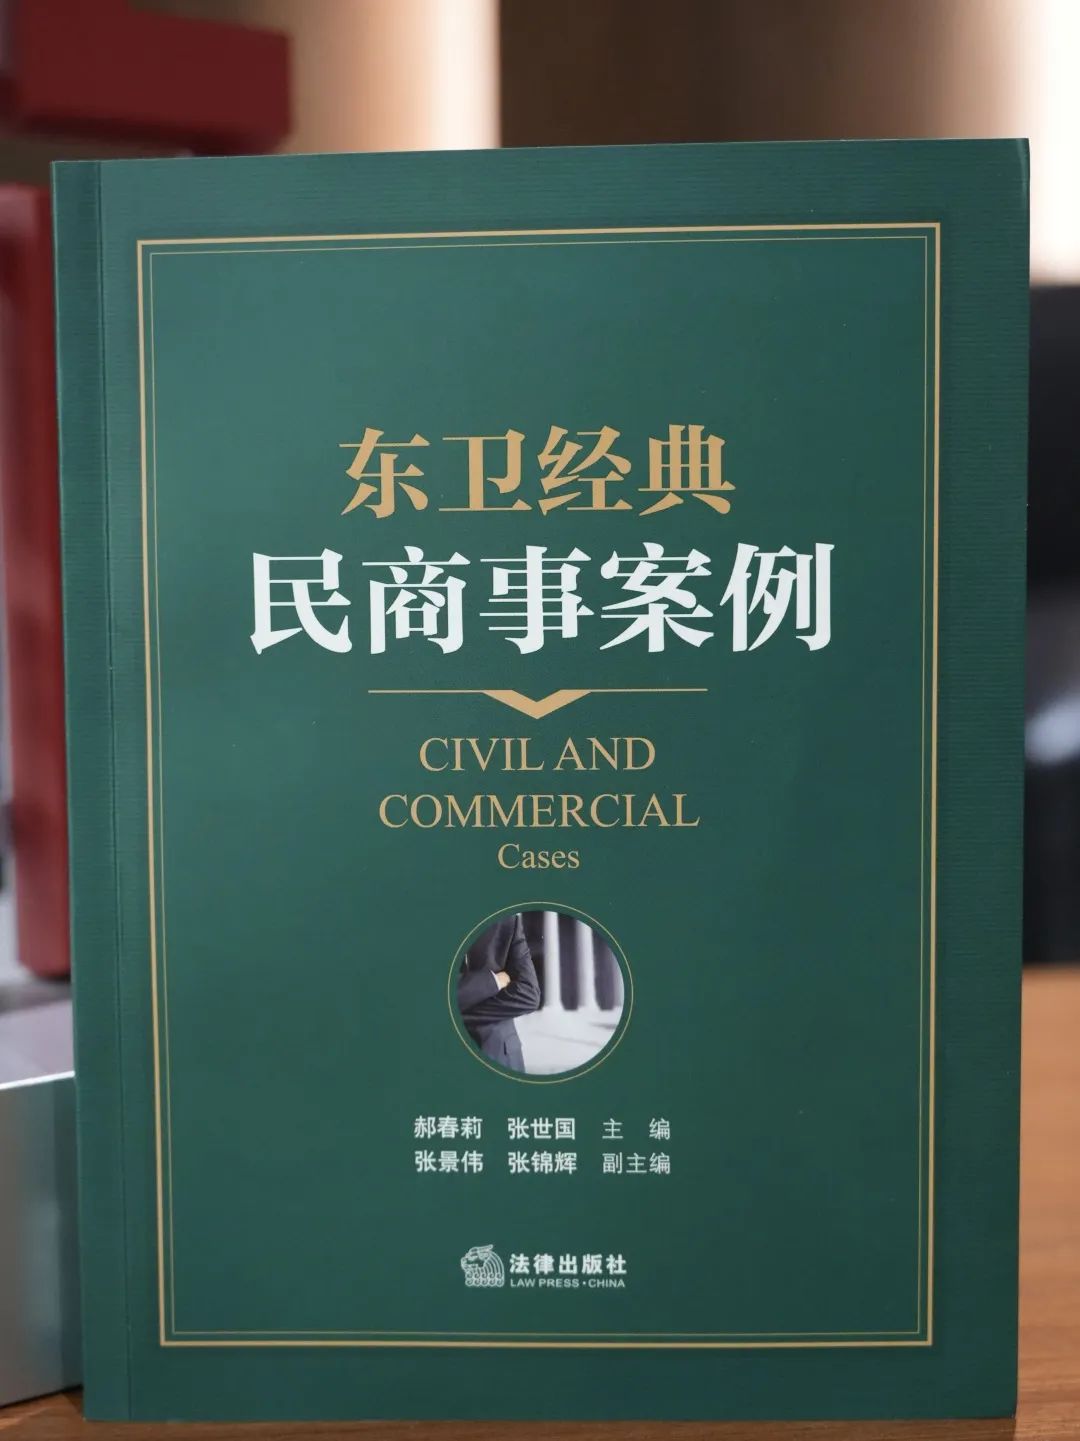 东卫经典
民商事案例
CIVIL AND
COMMERCIAL
Cases
郝春莉 张世国 主 编
张景伟 张锦辉 副主编
法律出版社
LAW PRESS·CHINA